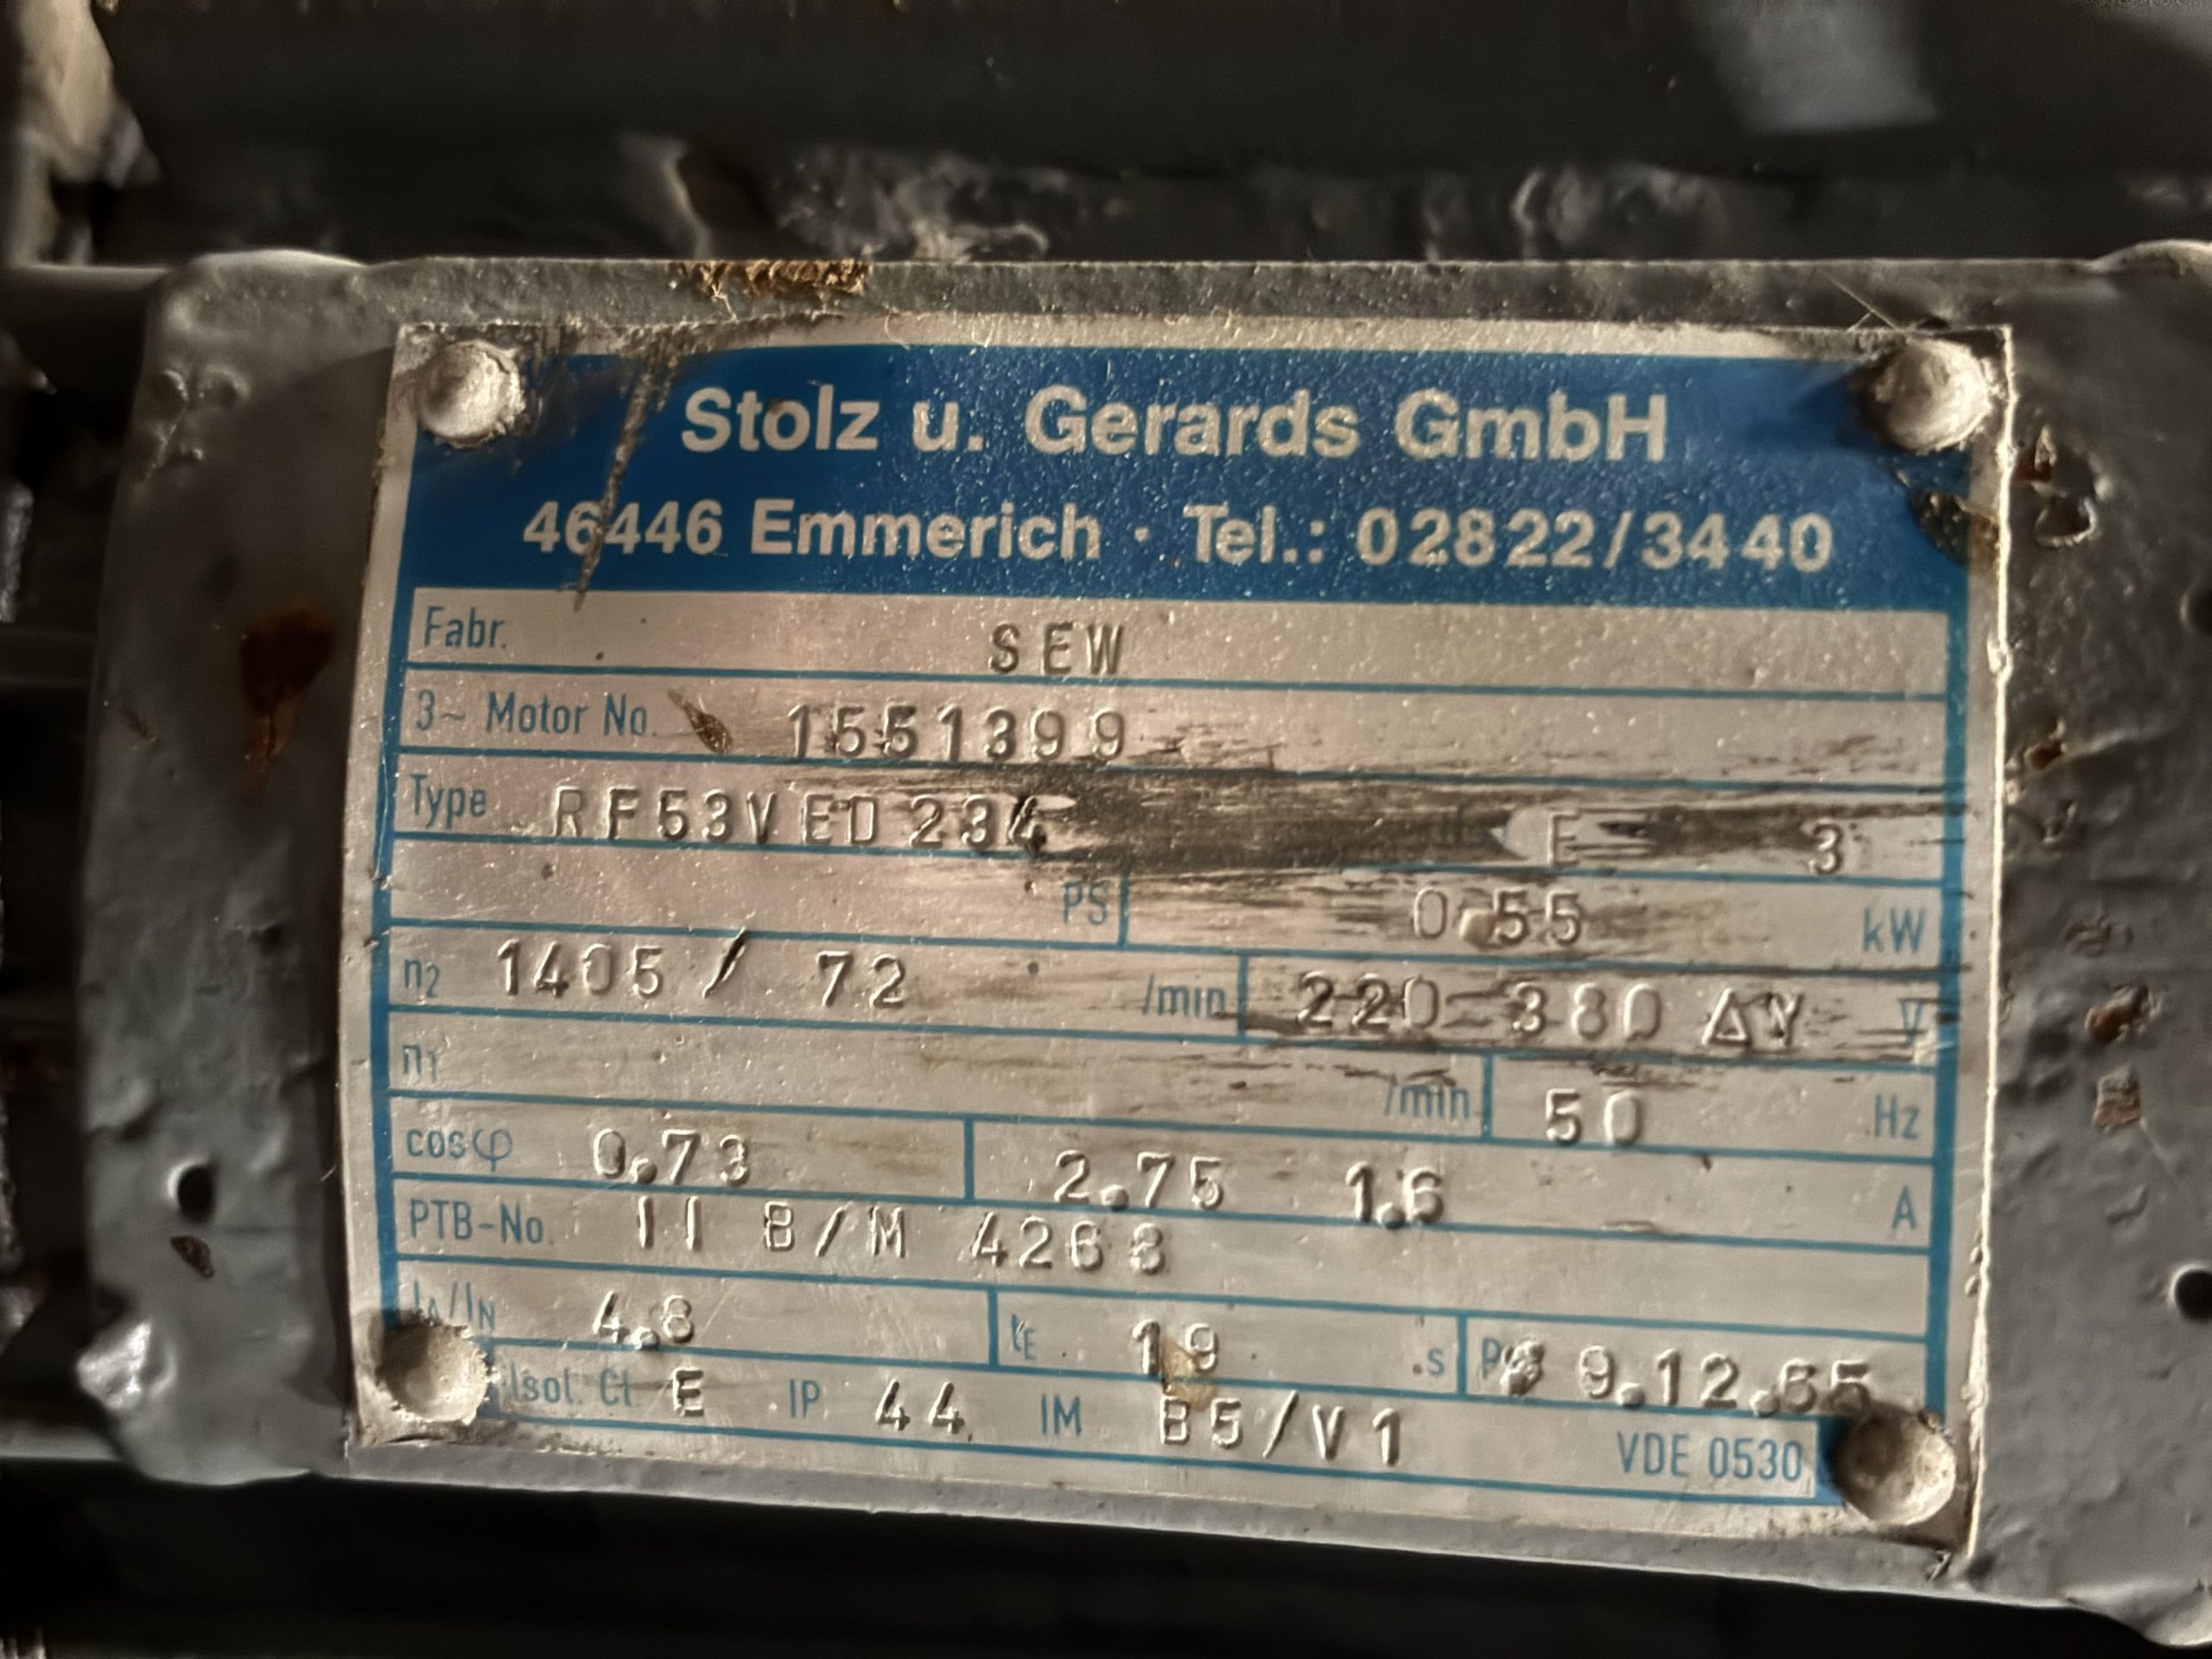 Stolz u. Gerards GmbH
46446 Emmerich · Tel.: 02822/3440
Fabr. SEW
3~ Motor No. 1551399
Type RF53VED234 E 3
PS 0.55 kW
n2 1405 / 72 /min 220-380 ΔY V
n1 /min 50 Hz
cosφ 0.73 2.75 1.6 A
PTB-No. II B/M 4268
IA/IN 4.8 tE 19 .s 9.12.65
Isol. Cl E IP 44 IM B5/V1 VDE 0530